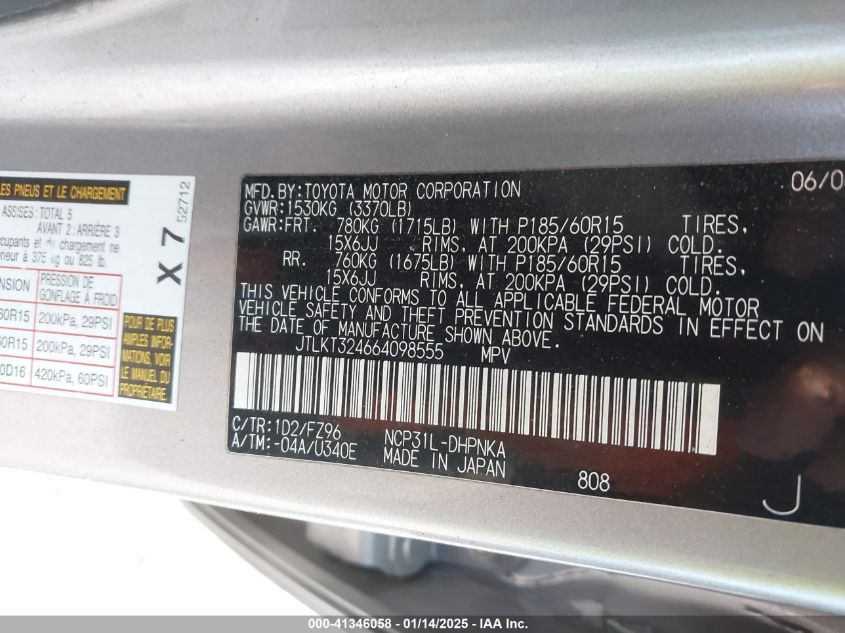 LES PNEUS ET LE CHARGEMENT
ASSISES: TOTAL 5
AVANT 2: ARRIÈRE 3
occupants et du chargement ne
375 kg ou 825 lb.
PRESSION DE
GONFLAGE À FROID
60R15 200kPa, 29PSI
60R15 200kPa, 29PSI
0D16 420kPa, 60PSI
X 7
52712
POUR DE PLUS
AMPLES INFOR-
MATIONS, VOIR
LE MANUEL DU
PROPRIÉTAIRE.
MFD. BY: TOYOTA MOTOR CORPORATION
GVWR: 1530KG (3370LB)
GAWR: FRT. 780KG (1715LB) WITH P185/60R15 TIRES,
15X6JJ RIMS, AT 200KPA (29PSI) COLD.
RR. 760KG (1675LB) WITH P185/60R15 TIRES,
15X6JJ RIMS, AT 200KPA (29PSI) COLD.
THIS VEHICLE CONFORMS TO ALL APPLICABLE FEDERAL MOTOR
VEHICLE SAFETY AND THEFT PREVENTION STANDARDS IN EFFECT ON
THE DATE OF MANUFACTURE SHOWN ABOVE.
JTLKT324664098555 MPV
C/TR: 1D2/FZ96 NCP31L-DHPNKA
A/TM: -04A/U340E MADE IN JAPAN
808
J
000-41346058 - 01/14/2025 - IAA Inc.